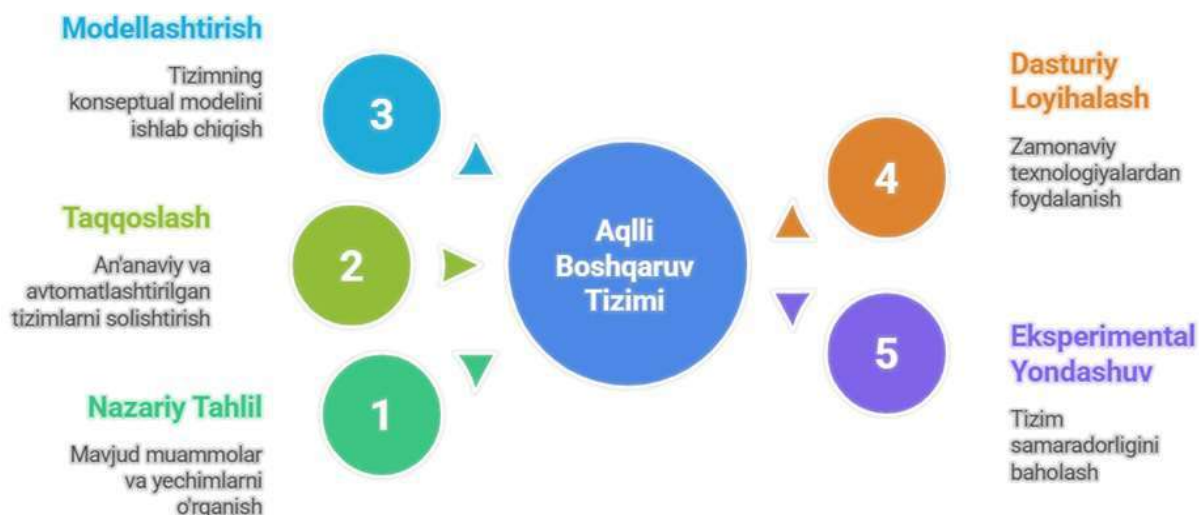 Modellashtirish
Tizimning
konseptual modelini
ishlab chiqish
3
Taqqoslash
An'anaviy va
avtomatlashtirilgan
tizimlarni solishtirish
2
Nazariy Tahlil
Mavjud muammolar
va yechimlarni
o'rganish
1
Aqlli
Boshqaruv
Tizimi
4
Dasturiy
Loyihalash
Zamonaviy
texnologiyalardan
foydalanish
5
Eksperimental
Yondashuv
Tizim
samaradorligini
baholash